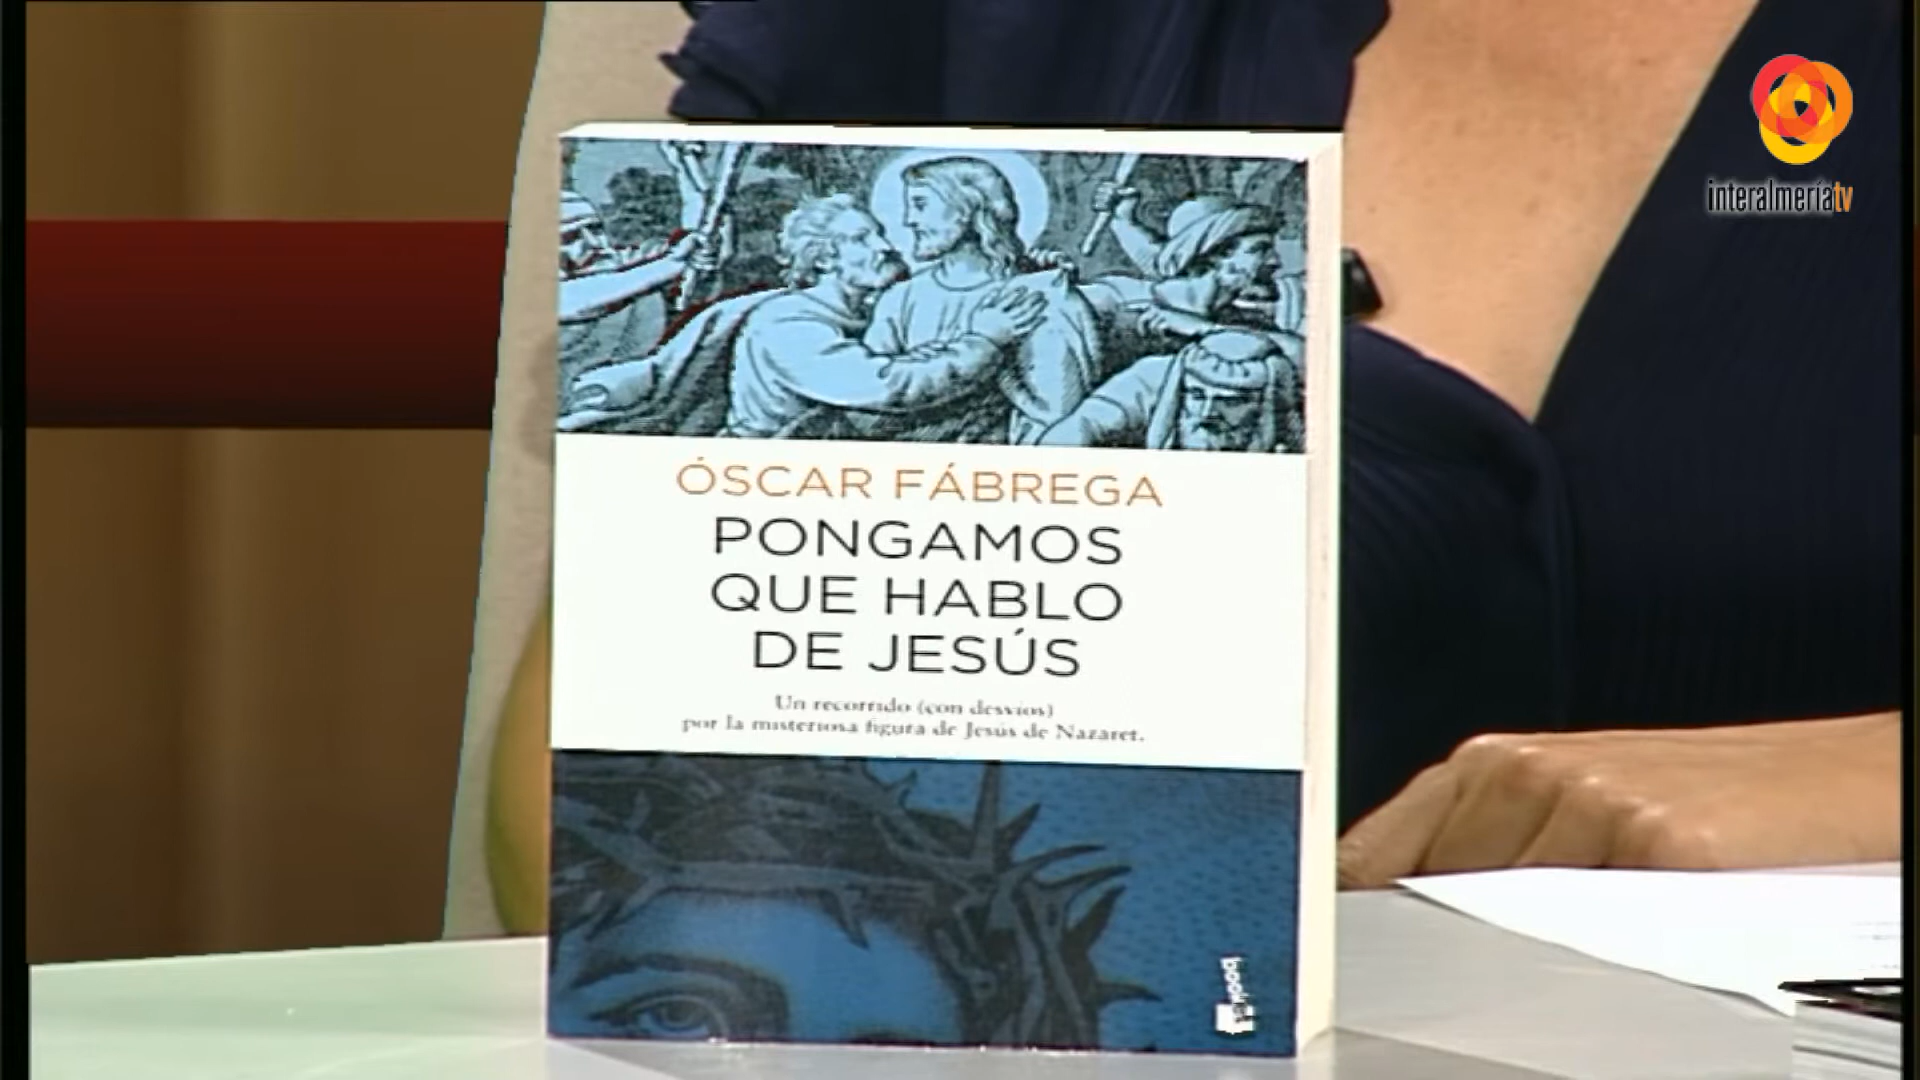 interalmeríatv
ÓSCAR FÁBREGA
PONGAMOS
QUE HABLO
DE JESÚS
Un recorrido (con desvíos)
por la misteriosa figura de Jesús de Nazaret.
booket